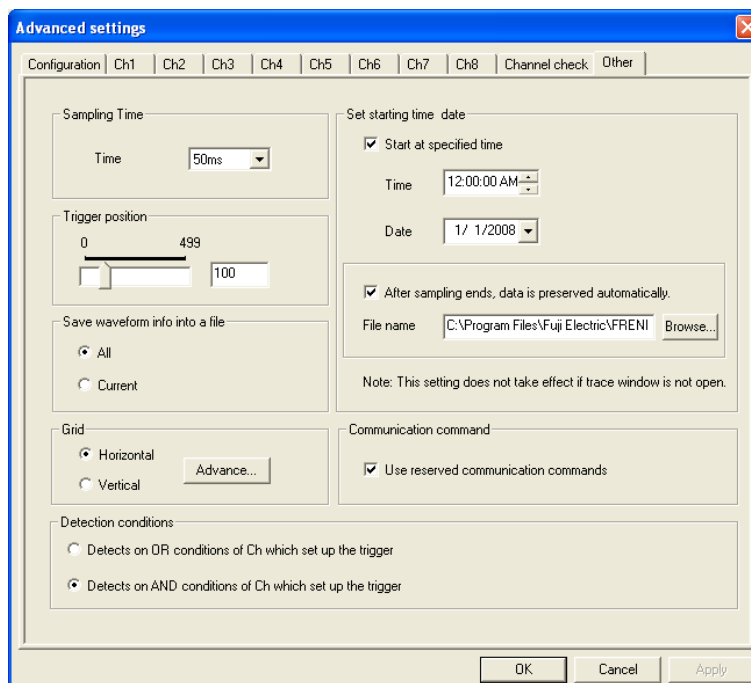 Advanced settings
Configuration Ch1 Ch2 Ch3 Ch4 Ch5 Ch6 Ch7 Ch8 Channel check Other
Sampling Time
Time 50ms
Trigger position
0 499
100
Save waveform info into a file
All
Current
Grid
Horizontal
Vertical
Advance...
Set starting time date
Start at specified time
Time 12:00:00 AM
Date 1/ 1/2008
After sampling ends, data is preserved automatically.
File name C:\Program Files\Fuji Electric\FRENI Browse...
Note: This setting does not take effect if trace window is not open.
Communication command
Use reserved communication commands
Detection conditions
Detects on OR conditions of Ch which set up the trigger
Detects on AND conditions of Ch which set up the trigger
OK Cancel Apply